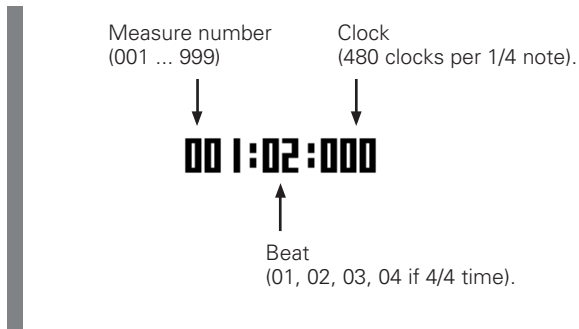 Measure number
(001 ... 999)
Clock
(480 clocks per 1/4 note).
001:02:000
Beat
(01, 02, 03, 04 if 4/4 time).